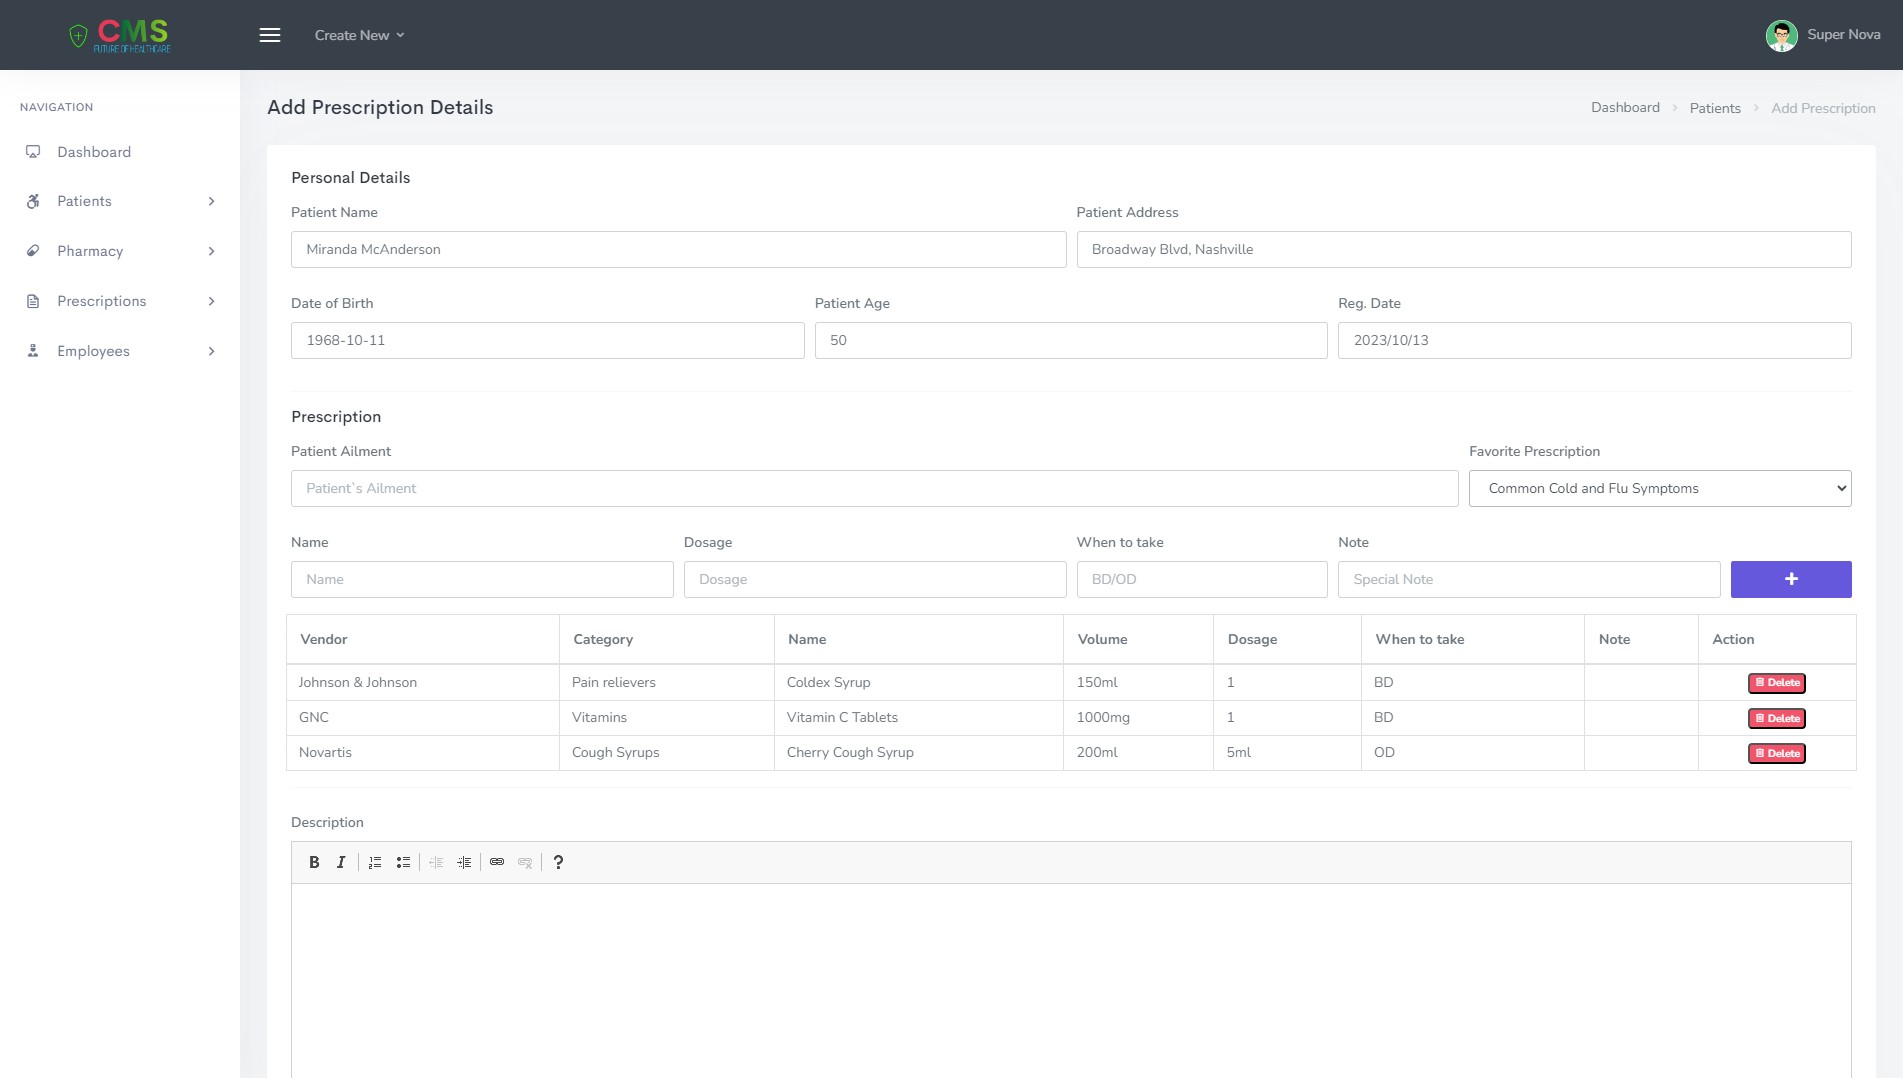 CMS
FUTURE OF HEALTHCARE
Create New
Super Nova
NAVIGATION
Dashboard
Patients
Pharmacy
Prescriptions
Employees
Add Prescription Details
Dashboard > Patients > Add Prescription
Personal Details
Patient Name Patient Address
Miranda McAnderson Broadway Blvd, Nashville
Date of Birth Patient Age Reg. Date
1968-10-11 50 2023/10/13
Prescription
Patient Ailment Favorite Prescription
Patient`s Ailment Common Cold and Flu Symptoms
Name Dosage When to take Note
Name Dosage BD/OD Special Note +
Vendor Category Name Volume Dosage When to take Note Action
Johnson & Johnson Pain relievers Coldex Syrup 150ml 1 BD Delete
GNC Vitamins Vitamin C Tablets 1000mg 1 BD Delete
Novartis Cough Syrups Cherry Cough Syrup 200ml 5ml OD Delete
Description
B I ?